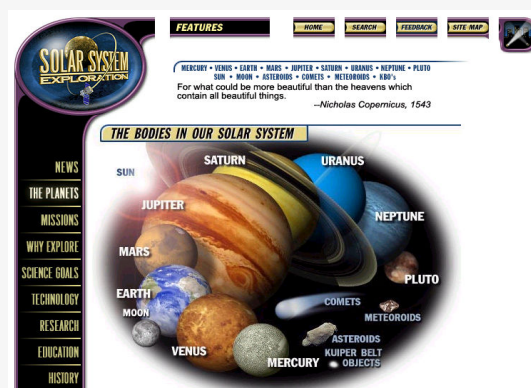 FEATURES
HOME
SEARCH
FEEDBACK
SITE MAP
SOLAR SYSTEM
EXPLORATION
MERCURY • VENUS • EARTH • MARS • JUPITER • SATURN • URANUS • NEPTUNE • PLUTO
SUN • MOON • ASTEROIDS • COMETS • METEOROIDS • KBO's
For what could be more beautiful than the heavens which
contain all beautiful things.
--Nicholas Copernicus, 1543
THE BODIES IN OUR SOLAR SYSTEM
NEWS
THE PLANETS
MISSIONS
WHY EXPLORE
SCIENCE GOALS
TECHNOLOGY
RESEARCH
EDUCATION
HISTORY
SUN
SATURN
URANUS
JUPITER
NEPTUNE
MARS
PLUTO
EARTH
COMETS
MOON
METEOROIDS
ASTEROIDS
VENUS
MERCURY
KUIPER BELT
OBJECTS